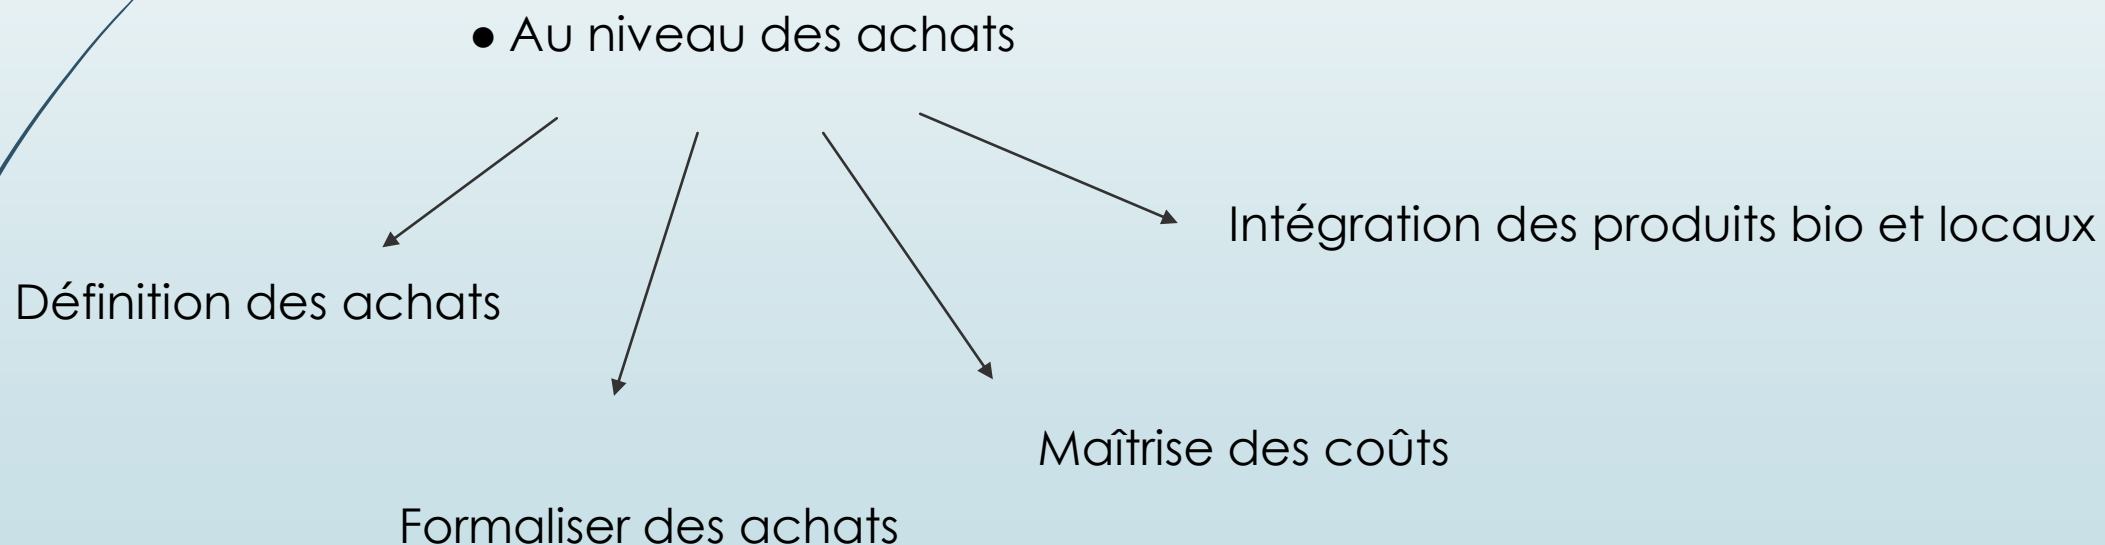 ● Au niveau des achats
Intégration des produits bio et locaux
Définition des achats
Maîtrise des coûts
Formaliser des achats